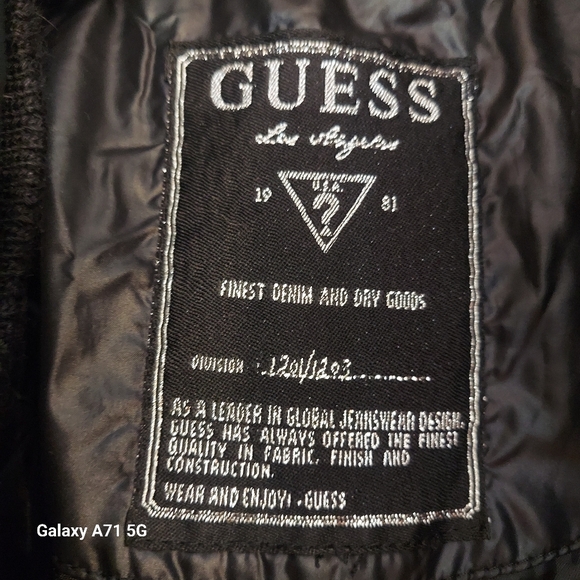 GUESS
Los Angeles
U.S.A.
19 ? 81
FINEST DENIM AND DRY GOODS
DIVISION 1201/1203
AS A LEADER IN GLOBAL JEANSWEAR DESIGN,
GUESS HAS ALWAYS OFFERED THE FINEST
QUALITY IN FABRIC, FINISH AND
CONSTRUCTION.
WEAR AND ENJOY! - GUESS
Galaxy A71 5G